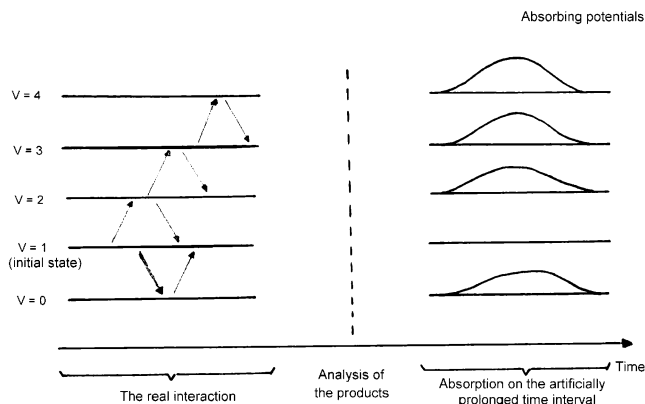 Absorbing potentials
V = 4
V = 3
V = 2
V = 1
(initial state)
V = 0
Time
The real interaction
Analysis of
the products
Absorption on the artificially
prolonged time interval